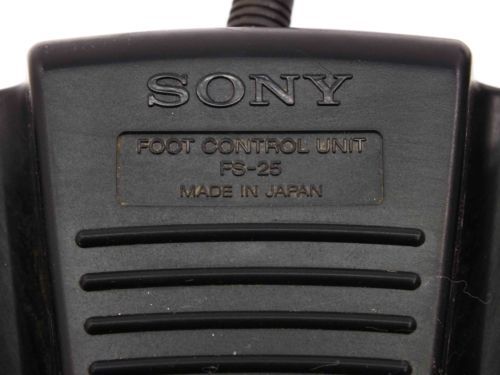 SONY
FOOT CONTROL UNIT
FS-25
MADE IN JAPAN